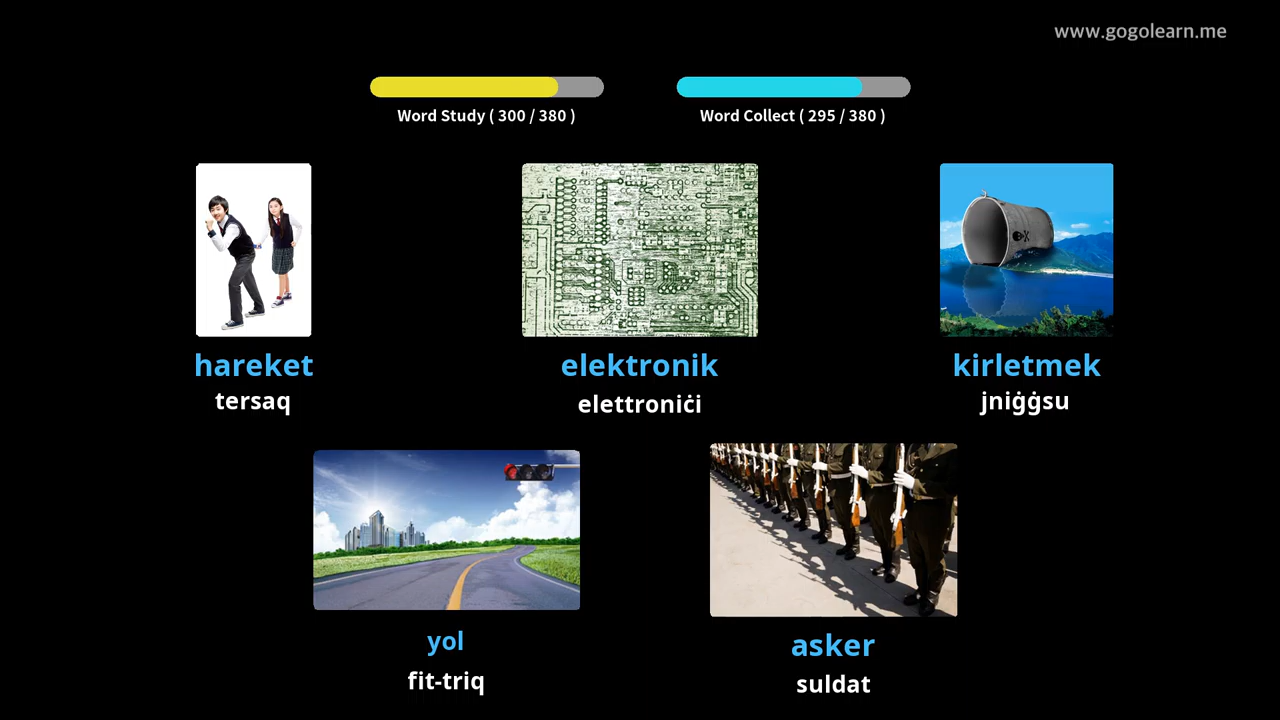 www.gogolearn.me
Word Study ( 300 / 380 )
Word Collect ( 295 / 380 )
hareket
tersaq
elektronik
elettroniċi
kirletmek
jniġġsu
yol
fit-triq
asker
suldat